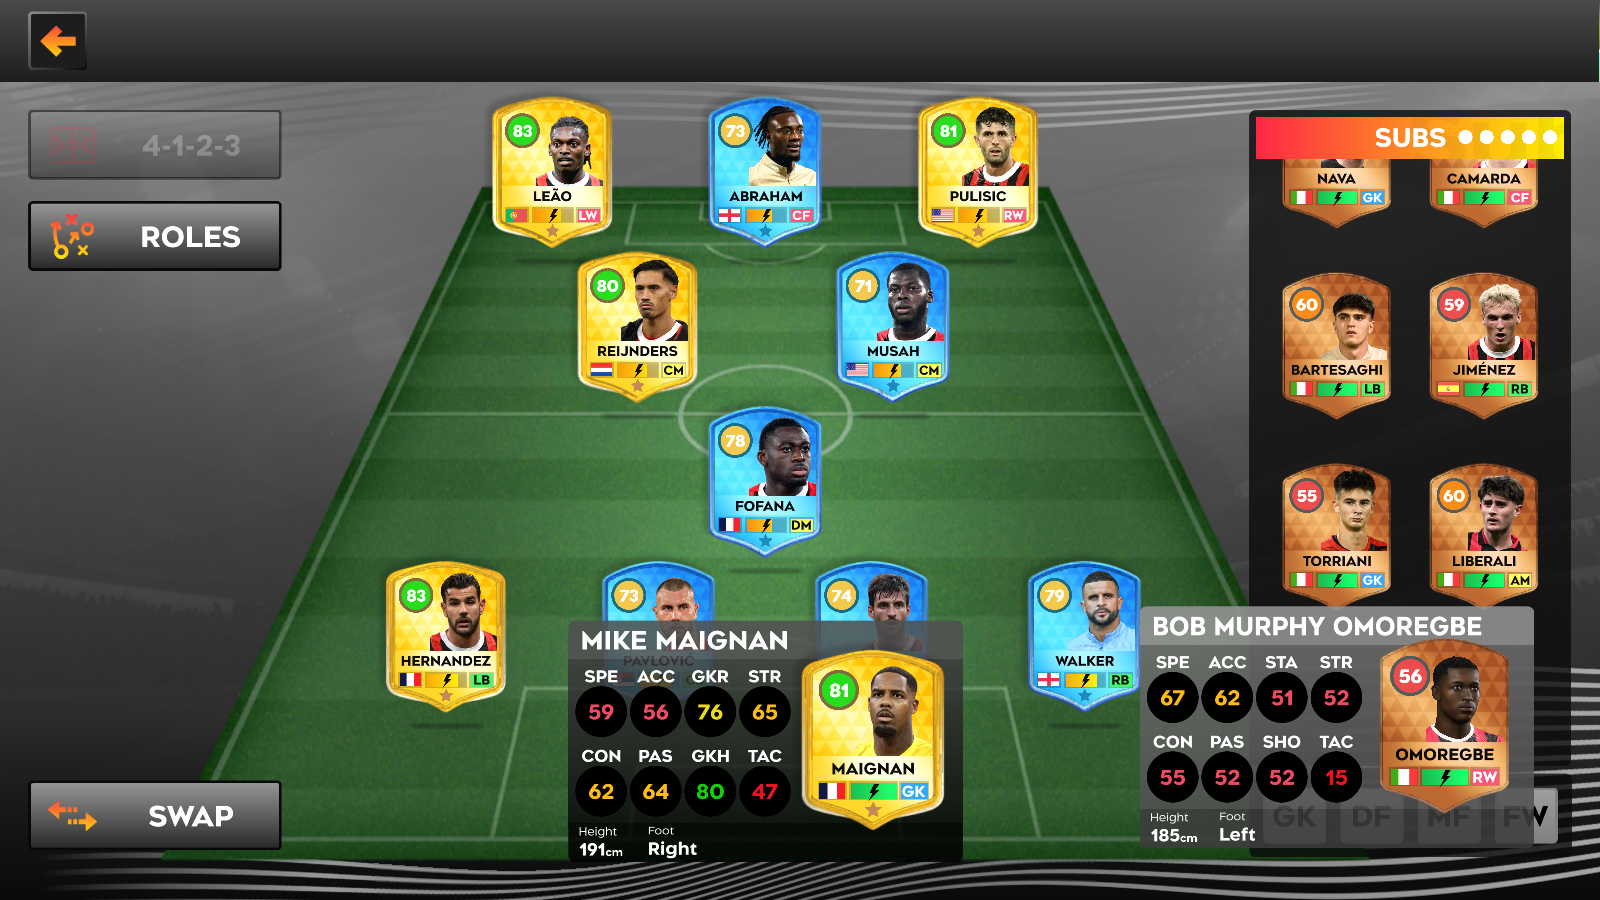 4-1-2-3
ROLES
83
LEÃO
LW
73
ABRAHAM
CF
81
PULISIC
RW
80
REIJNDERS
CM
71
MUSAH
CM
78
FOFANA
DM
83
HERNANDEZ
LB
73
PAVLOVIĆ
74
79
WALKER
RB
SUBS
NAVA
GK
CAMARDA
CF
60
BARTESAGHI
LB
59
JIMÉNEZ
RB
55
TORRIANI
GK
60
LIBERALI
AM
MIKE MAIGNAN
SPE ACC GKR STR
59 56 76 65
CON PAS GKH TAC
62 64 80 47
Height Foot
191cm Right
81
MAIGNAN
GK
BOB MURPHY OMOREGBE
SPE ACC STA STR
67 62 51 52
CON PAS SHO TAC
55 52 52 15
Height Foot
185cm Left
56
OMOREGBE
RW
GK DF MF FW
SWAP